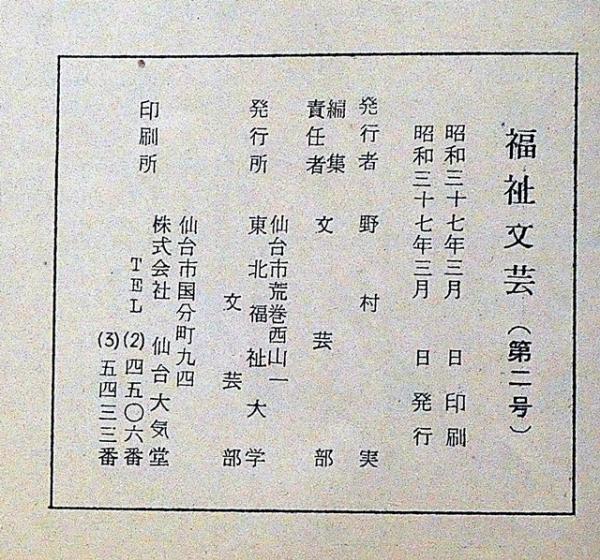 福祉文芸(第二号)
昭和三十七年三月 日 印刷
昭和三十七年三月 日 発行
発行者 野村 実
編集責任者 文芸部
仙台市荒巻西山一
発行所 東北福祉大学
文芸部
仙台市国分町九四
印刷所 株式会社 仙台大気堂
TEL (2)四五〇六番
(3)五四三三番